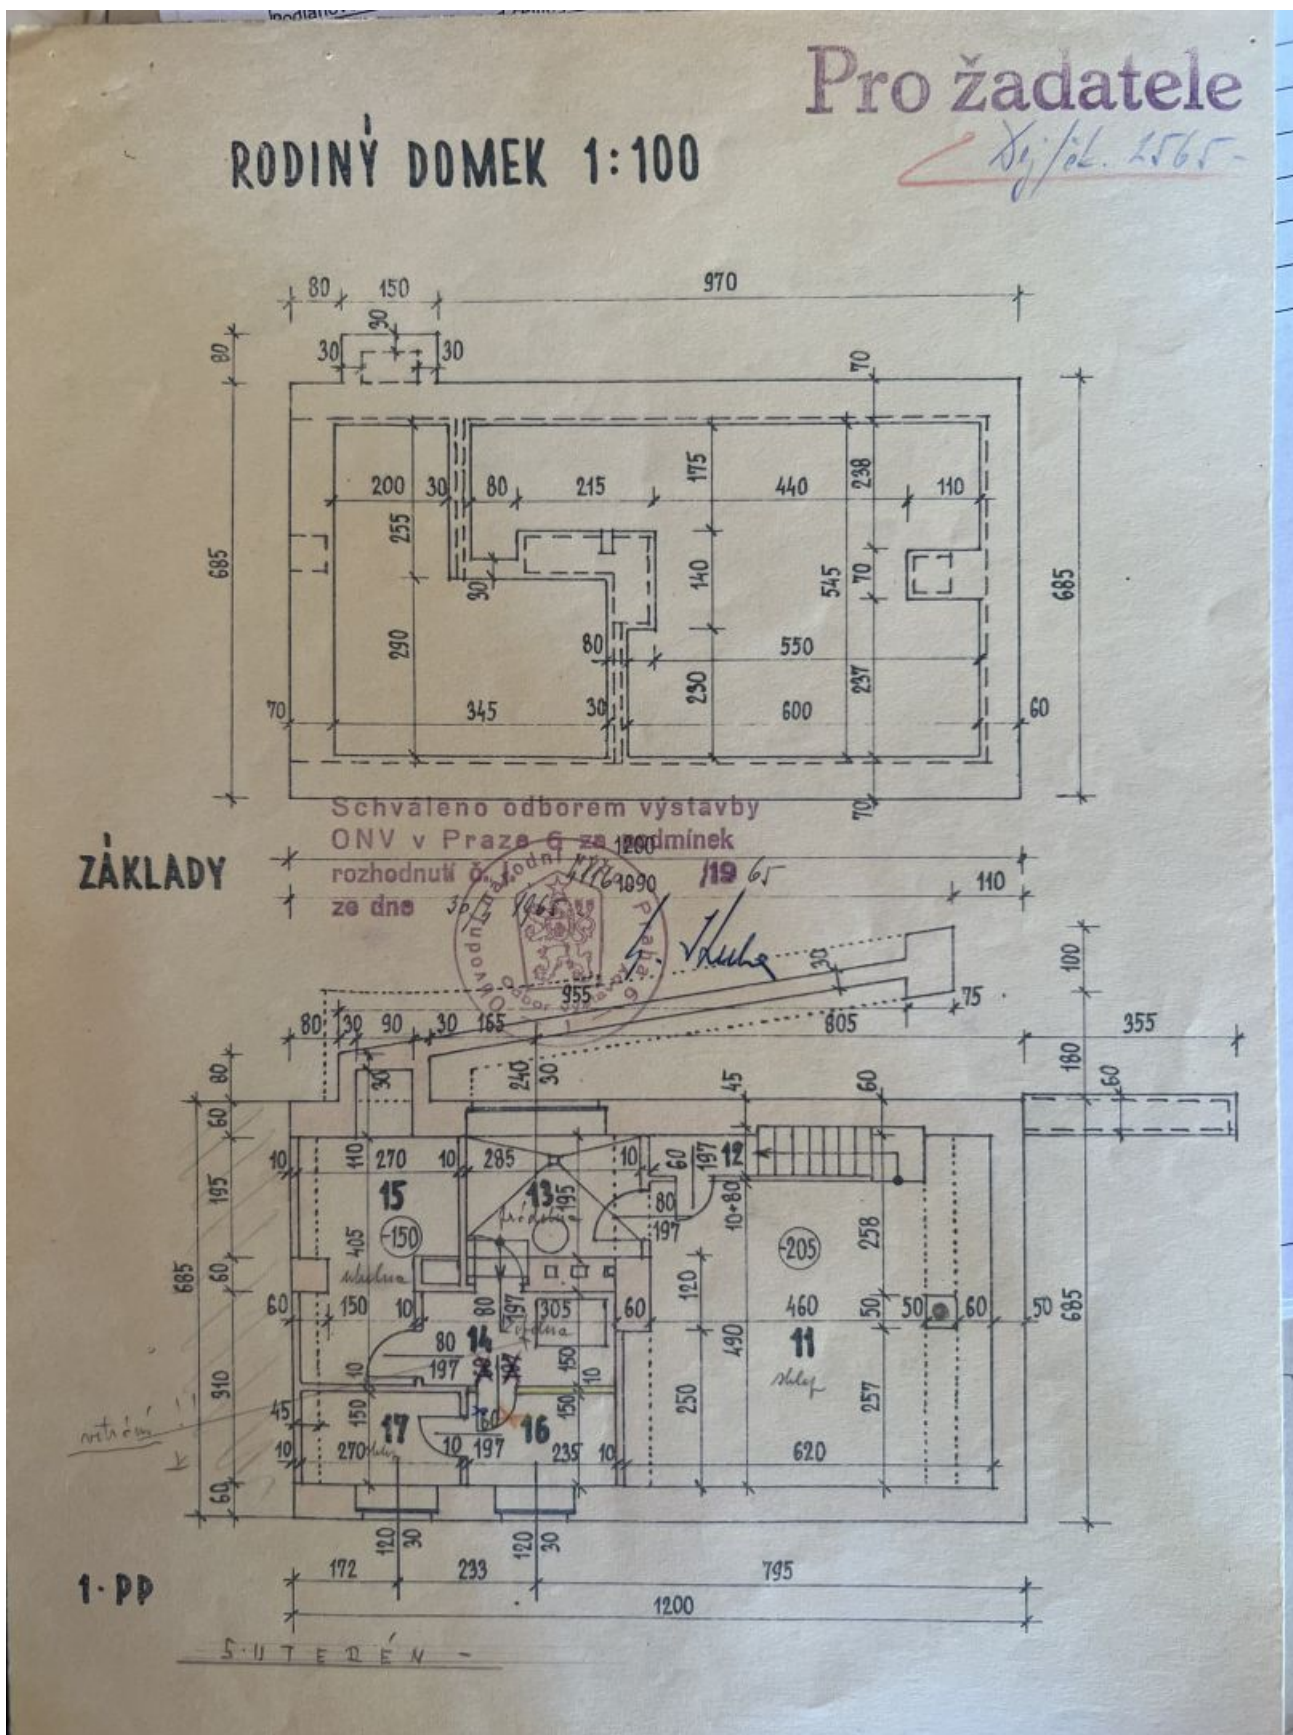 Pro žadatele
RODINÝ DOMEK 1:100
80 150 970
30
80 30 30 70
175 238
200 30 80 215 440 110
255
685 140 545 70 685
30
290 80 550
230 237
70 345 30 600 60
70
Schváleno odborem výstavby
ONV v Praze 6 za podmínek
1200
rozhodnutí č. j. /19 65
1090 110
ze dne
ZÁKLADY
30 100
955 75
80 30 90 30 165 805 355
80 30 240 30 45 60 180 60
60
10 110 270 10 285 10 60 197 12
195 15 13 195 80 197 10+80
-150 -205 258
405
685 60 120 685
60 150 10 80 197 305 60 460 50 50 60 50
14 80 197 490 11
sklep
910 10 150 10 250 257
45 150 150
větrání
17 60 16
10 270 10 197 235 10 620
60
120 30 120 30
172 233 795
1·PP
1200
SUTERÉN -